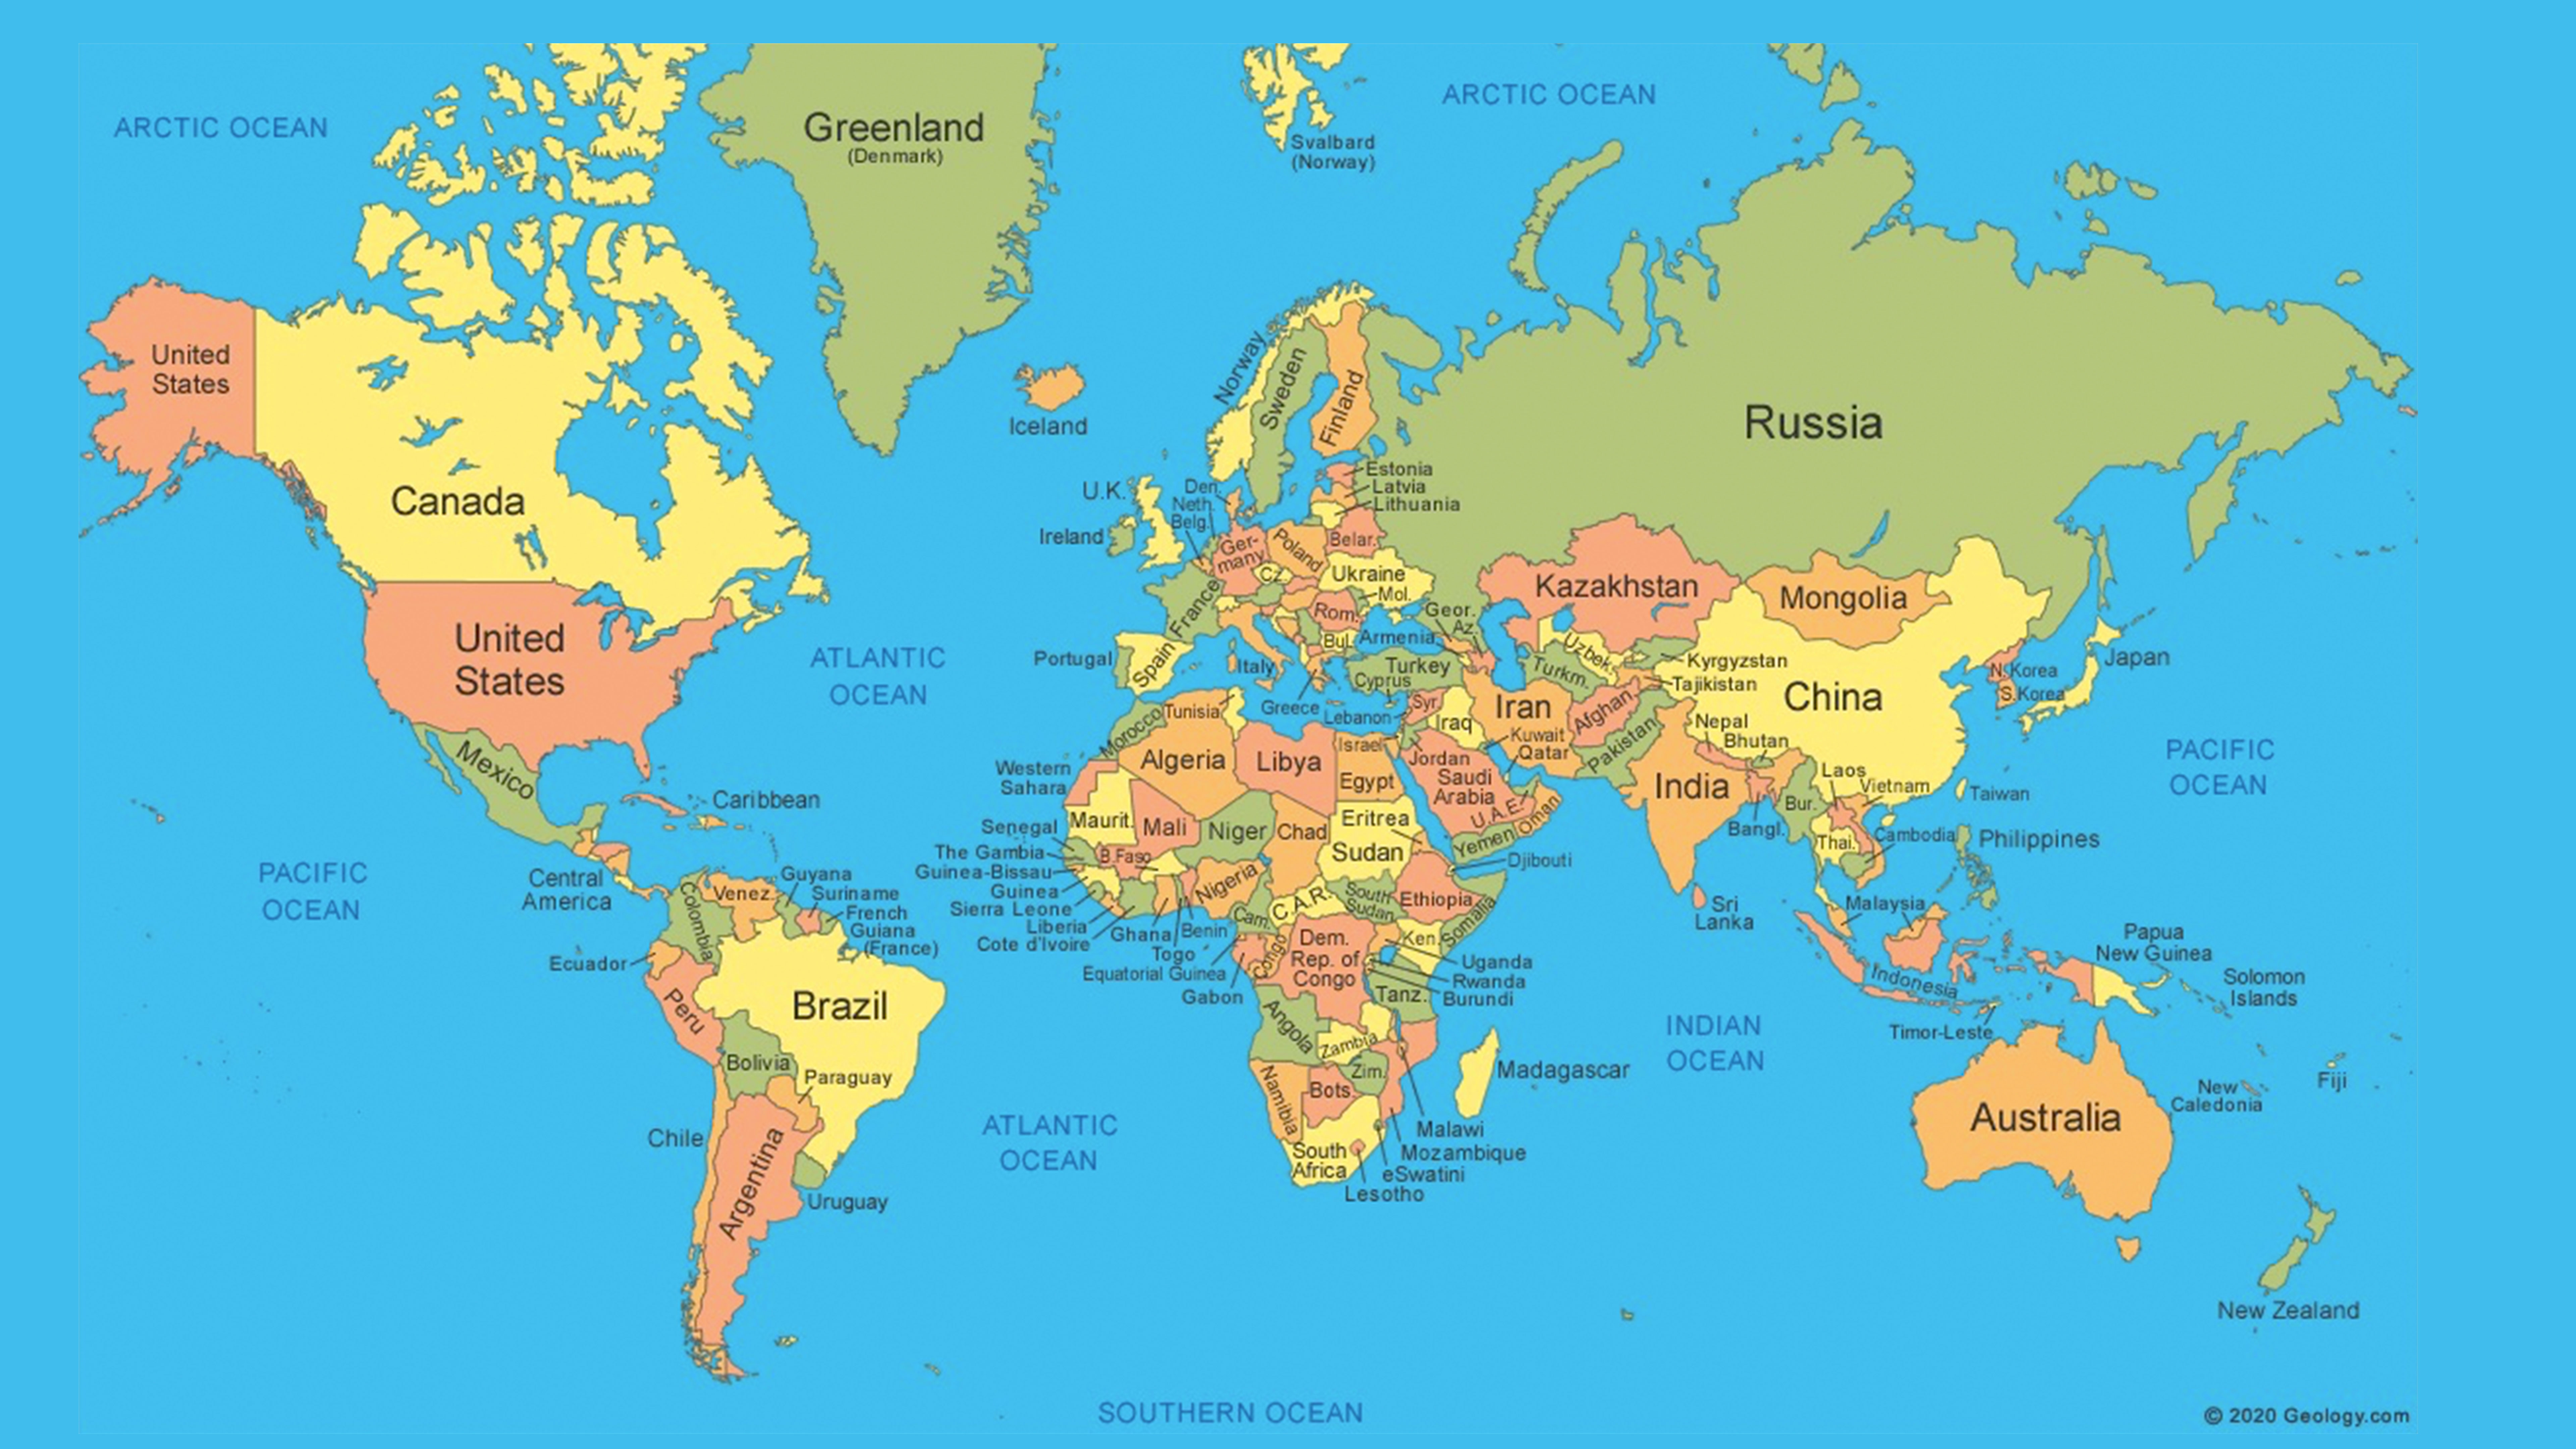 ARCTIC OCEAN
ARCTIC OCEAN
Greenland
(Denmark)
Svalbard
(Norway)
United
States
Canada
Iceland
Norway
Sweden
Finland
Russia
Estonia
Latvia
Lithuania
U.K.
Ireland
Den.
Neth.
Belg.
Ger-
many
Poland
Belar.
Cz.
Ukraine
Mol.
France
Rom.
Bul.
Geor.
Az.
Armenia
Kazakhstan
Mongolia
United
States
ATLANTIC
OCEAN
Portugal
Spain
Italy
Greece
Turkey
Cyprus
Lebanon
Syr.
Iraq
Iran
Uzbek.
Turkm.
Kyrgyzstan
Tajikistan
Afghan.
Pakistan
China
N. Korea
S. Korea
Japan
Mexico
Caribbean
Central
America
PACIFIC
OCEAN
Morocco
Tunisia
Algeria
Libya
Israel
Egypt
Jordan
Kuwait
Qatar
Saudi
Arabia
U.A.E.
Oman
Yemen
Nepal
Bhutan
India
Bangl.
Bur.
Laos
Vietnam
Thai.
Cambodia
Taiwan
Philippines
PACIFIC
OCEAN
Western
Sahara
Maurit.
Mali
Niger
Chad
Eritrea
Sudan
Djibouti
Senegal
The Gambia
Guinea-Bissau
Guinea
Sierra Leone
Liberia
Cote d'Ivoire
B.Faso
Ghana
Togo
Benin
Nigeria
Cam.
C.A.R.
South
Sudan
Ethiopia
Somalia
Equatorial Guinea
Gabon
Congo
Dem.
Rep. of
Congo
Ken.
Uganda
Rwanda
Burundi
Tanz.
Sri
Lanka
Malaysia
Indonesia
Papua
New Guinea
Solomon
Islands
Timor-Leste
Venez.
Colombia
Guyana
Suriname
French
Guiana
(France)
Ecuador
Peru
Brazil
Bolivia
Paraguay
Chile
Argentina
Uruguay
ATLANTIC
OCEAN
Angola
Zambia
Zim.
Namibia
Bots.
South
Africa
Madagascar
Malawi
Mozambique
eSwatini
Lesotho
INDIAN
OCEAN
Australia
New
Caledonia
Fiji
New Zealand
SOUTHERN OCEAN
© 2020 Geology.com